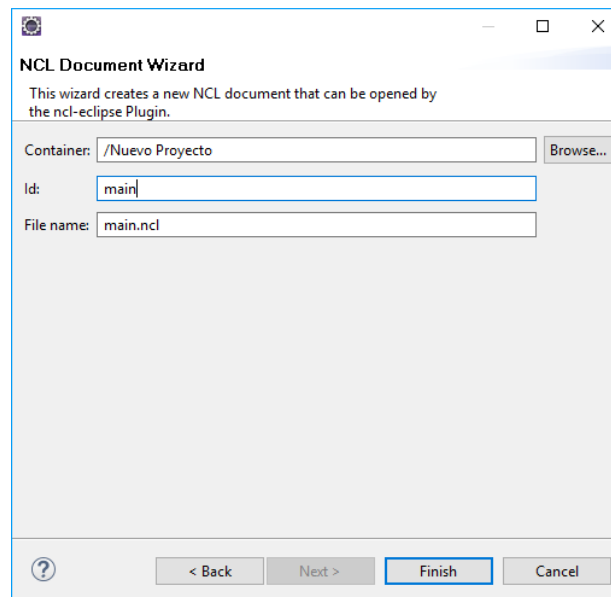 NCL Document Wizard
This wizard creates a new NCL document that can be opened by
the ncl-eclipse Plugin.
Container: /Nuevo Proyecto Browse...
Id: main
File name: main.ncl
? < Back Next > Finish Cancel